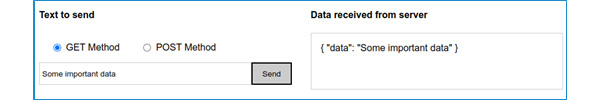 Text to send
GET Method
POST Method
Some important data
Send
Data received from server
{ "data": "Some important data" }